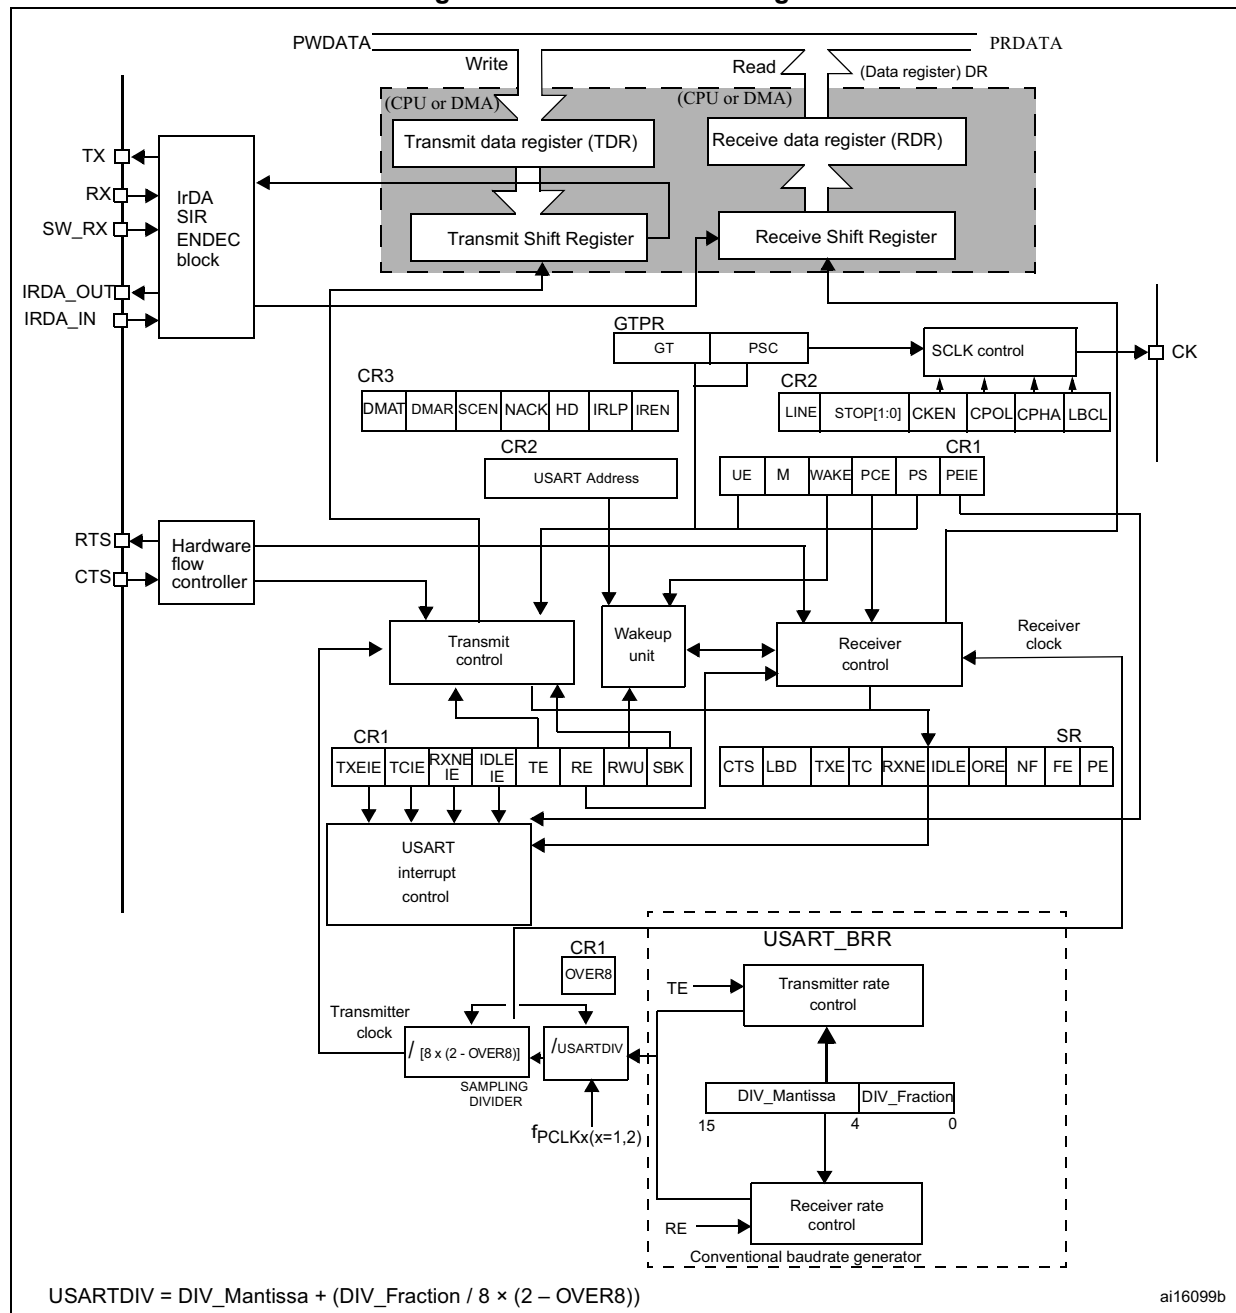 PWDATA
PRDATA
Write
Read
(Data register) DR
(CPU or DMA)
(CPU or DMA)
Transmit data register (TDR)
Receive data register (RDR)
TX
RX
SW_RX
IRDA_OUT
IRDA_IN
IrDA
SIR
ENDEC
block
Transmit Shift Register
Receive Shift Register
GTPR
GT
PSC
SCLK control
CK
CR3
DMAT DMAR SCEN NACK HD IRLP IREN
CR2
LINE STOP[1:0] CKEN CPOL CPHA LBCL
CR2
USART Address
CR1
UE M WAKE PCE PS PEIE
RTS
CTS
Hardware
flow
controller
Transmit
control
Wakeup
unit
Receiver
control
Receiver
clock
CR1
TXEIE TCIE RXNE IE IDLE IE TE RE RWU SBK
SR
CTS LBD TXE TC RXNE IDLE ORE NF FE PE
USART
interrupt
control
USART_BRR
CR1
OVER8
TE
Transmitter rate
control
Transmitter
clock
/ [8 x (2 - OVER8)]
/USARTDIV
SAMPLING
DIVIDER
fPCLKx(x=1,2)
DIV_Mantissa DIV_Fraction
15 4 0
RE
Receiver rate
control
Conventional baudrate generator
USARTDIV = DIV_Mantissa + (DIV_Fraction / 8 × (2 – OVER8))
ai16099b